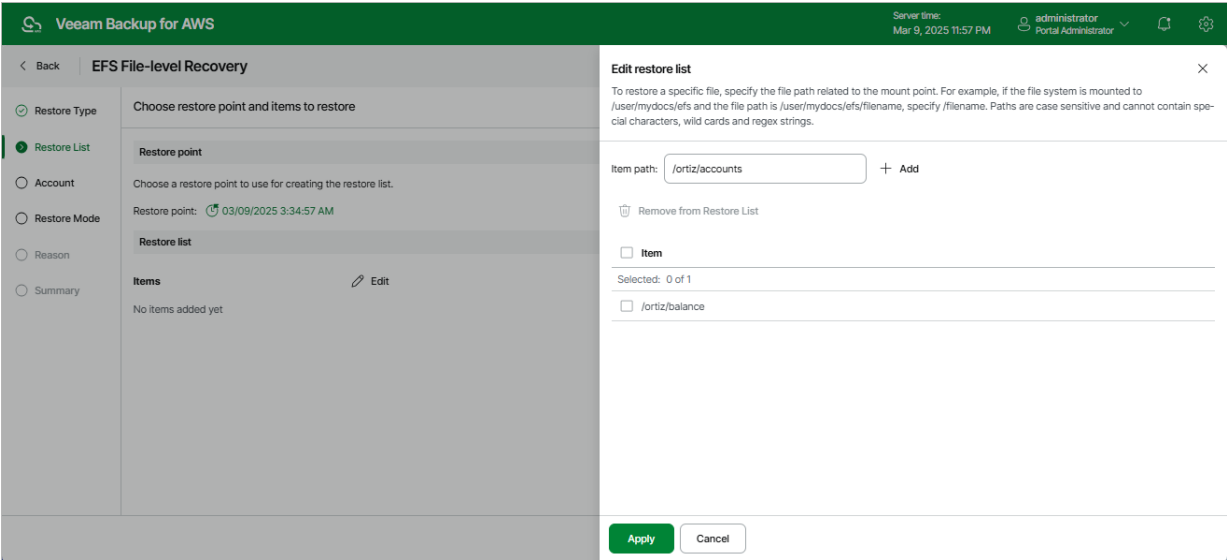 Veeam Backup for AWS
Server time:
Mar 9, 2025 11:57 PM
administrator
Portal Administrator
Back
EFS File-level Recovery
Restore Type
Restore List
Account
Restore Mode
Reason
Summary
Choose restore point and items to restore
Restore point
Choose a restore point to use for creating the restore list.
Restore point: 03/09/2025 3:34:57 AM
Restore list
Items
Edit
No items added yet
Edit restore list
To restore a specific file, specify the file path related to the mount point. For example, if the file system is mounted to
/user/mydocs/efs and the file path is /user/mydocs/efs/filename, specify /filename. Paths are case sensitive and cannot contain spe-
cial characters, wild cards and regex strings.
Item path: /ortiz/accounts
Add
Remove from Restore List
Item
Selected: 0 of 1
/ortiz/balance
Apply
Cancel